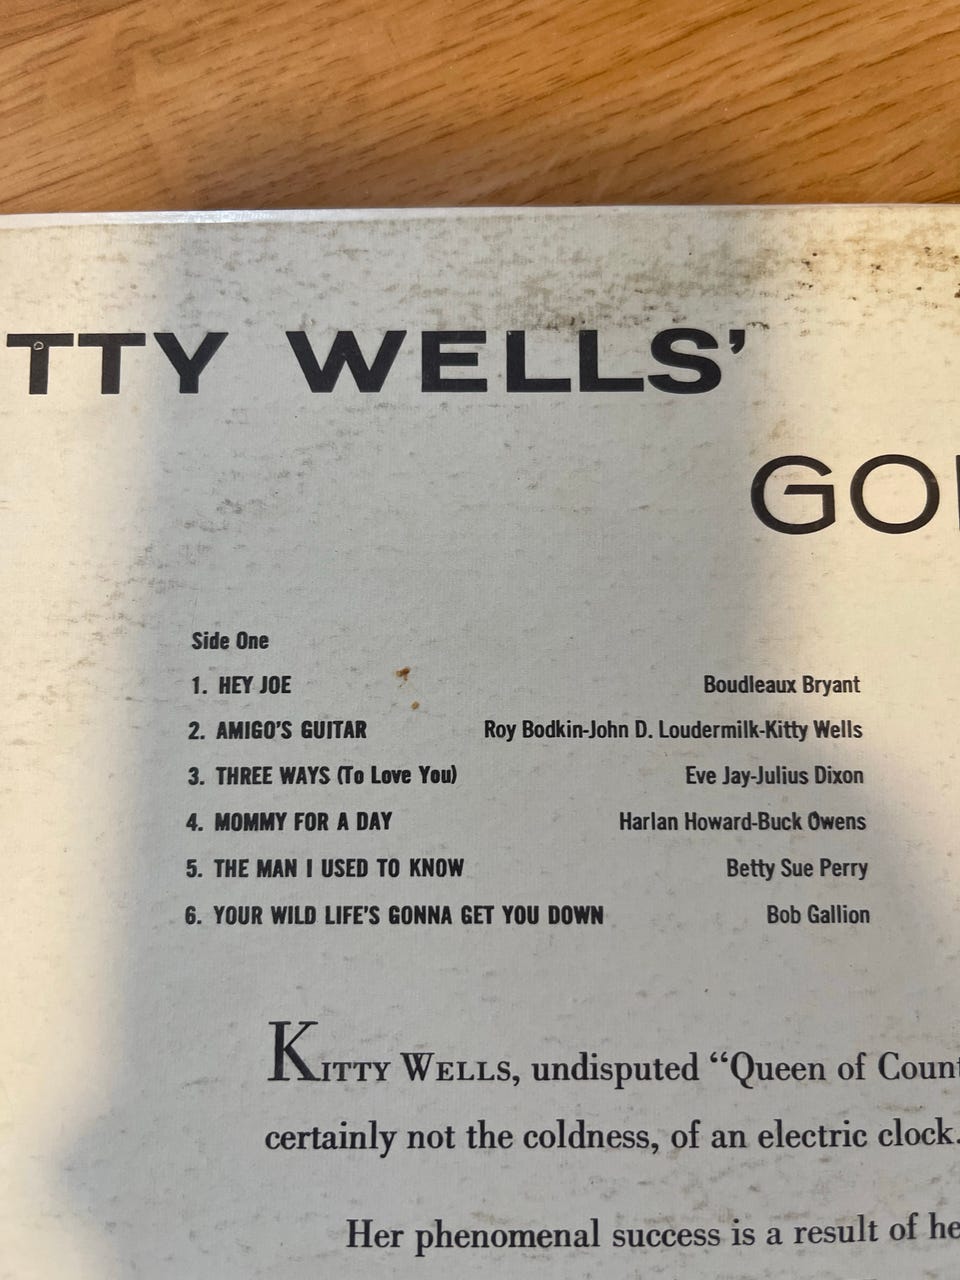 TTY WELLS'
GO
Side One
1. HEY JOE Boudleaux Bryant
2. AMIGO'S GUITAR Roy Bodkin-John D. Loudermilk-Kitty Wells
3. THREE WAYS (To Love You) Eve Jay-Julius Dixon
4. MOMMY FOR A DAY Harlan Howard-Buck Owens
5. THE MAN I USED TO KNOW Betty Sue Perry
6. YOUR WILD LIFE'S GONNA GET YOU DOWN Bob Gallion
KITTY WELLS, undisputed “Queen of Coun
certainly not the coldness, of an electric clock.
Her phenomenal success is a result of he